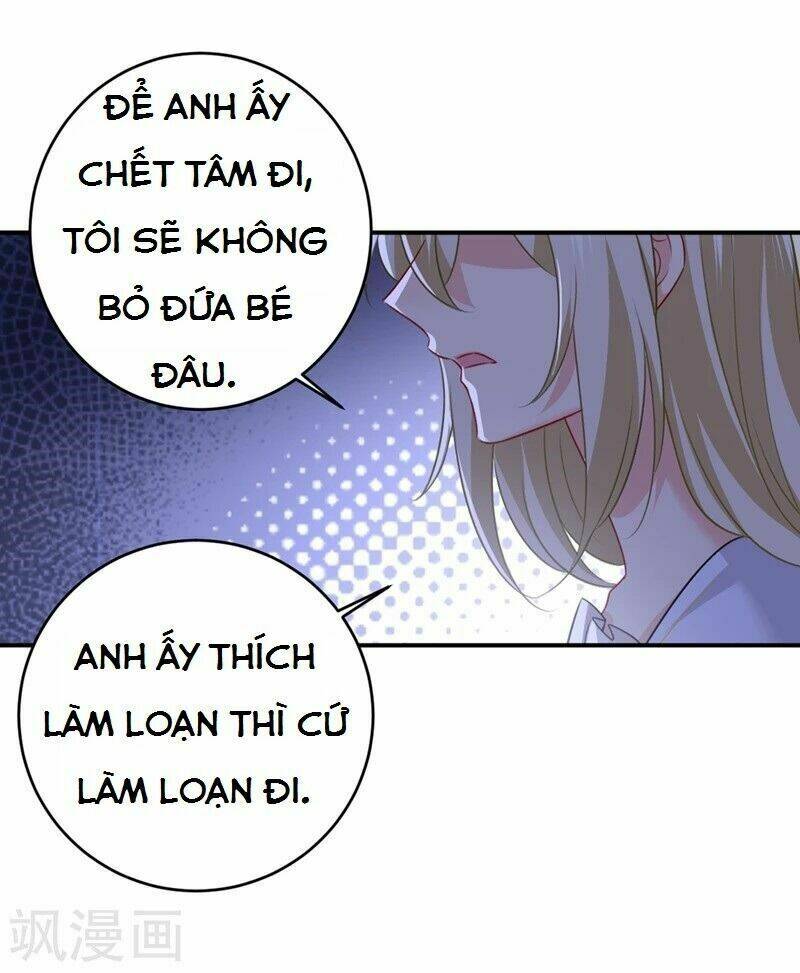 ĐỂ ANH ẤY
CHẾT TÂM ĐI,
TÔI SẼ KHÔNG
BỎ ĐỨA BÉ
ĐÂU.
ANH ẤY THÍCH
LÀM LOẠN THÌ CỨ
LÀM LOẠN ĐI.
飒漫画